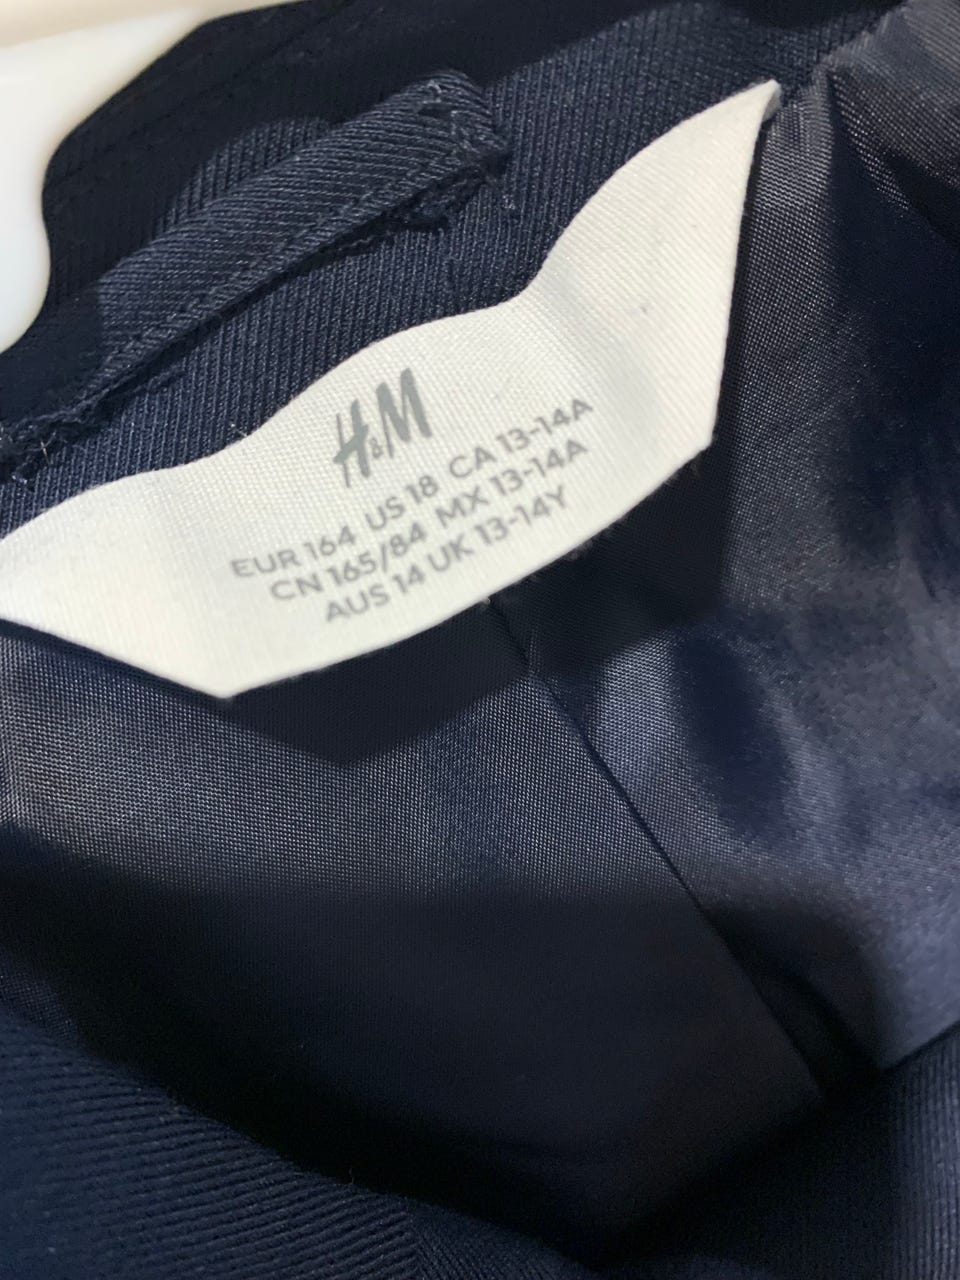 H&M
EUR 164 US 18 CA 13-14A
CN 165/84 MX 13-14A
AUS 14 UK 13-14Y